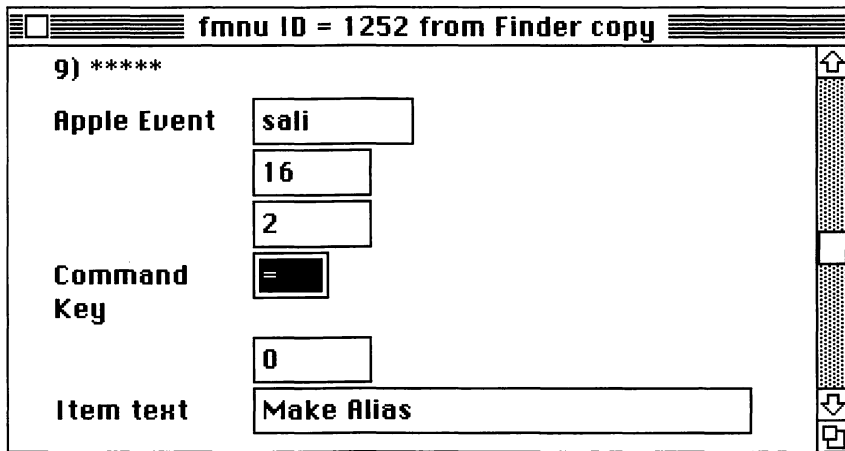 fmnu ID = 1252 from Finder copy
9) *****
Apple Event sali
16
2
Command =
Key
0
Item text Make Alias